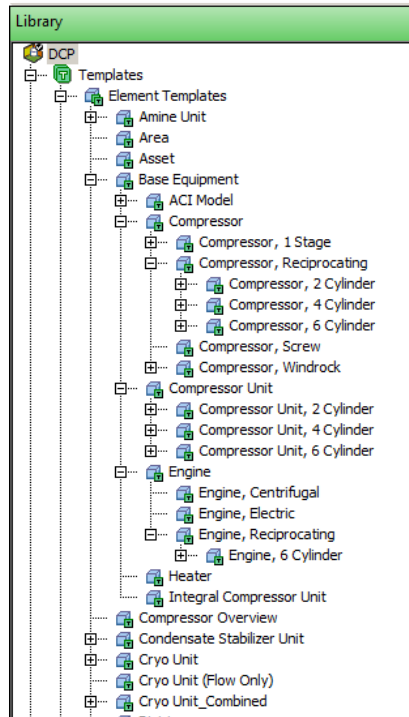 Library
DCP
Templates
Element Templates
Amine Unit
Area
Asset
Base Equipment
ACI Model
Compressor
Compressor, 1 Stage
Compressor, Reciprocating
Compressor, 2 Cylinder
Compressor, 4 Cylinder
Compressor, 6 Cylinder
Compressor, Screw
Compressor, Windrock
Compressor Unit
Compressor Unit, 2 Cylinder
Compressor Unit, 4 Cylinder
Compressor Unit, 6 Cylinder
Engine
Engine, Centrifugal
Engine, Electric
Engine, Reciprocating
Engine, 6 Cylinder
Heater
Integral Compressor Unit
Compressor Overview
Condensate Stabilizer Unit
Cryo Unit
Cryo Unit (Flow Only)
Cryo Unit_Combined